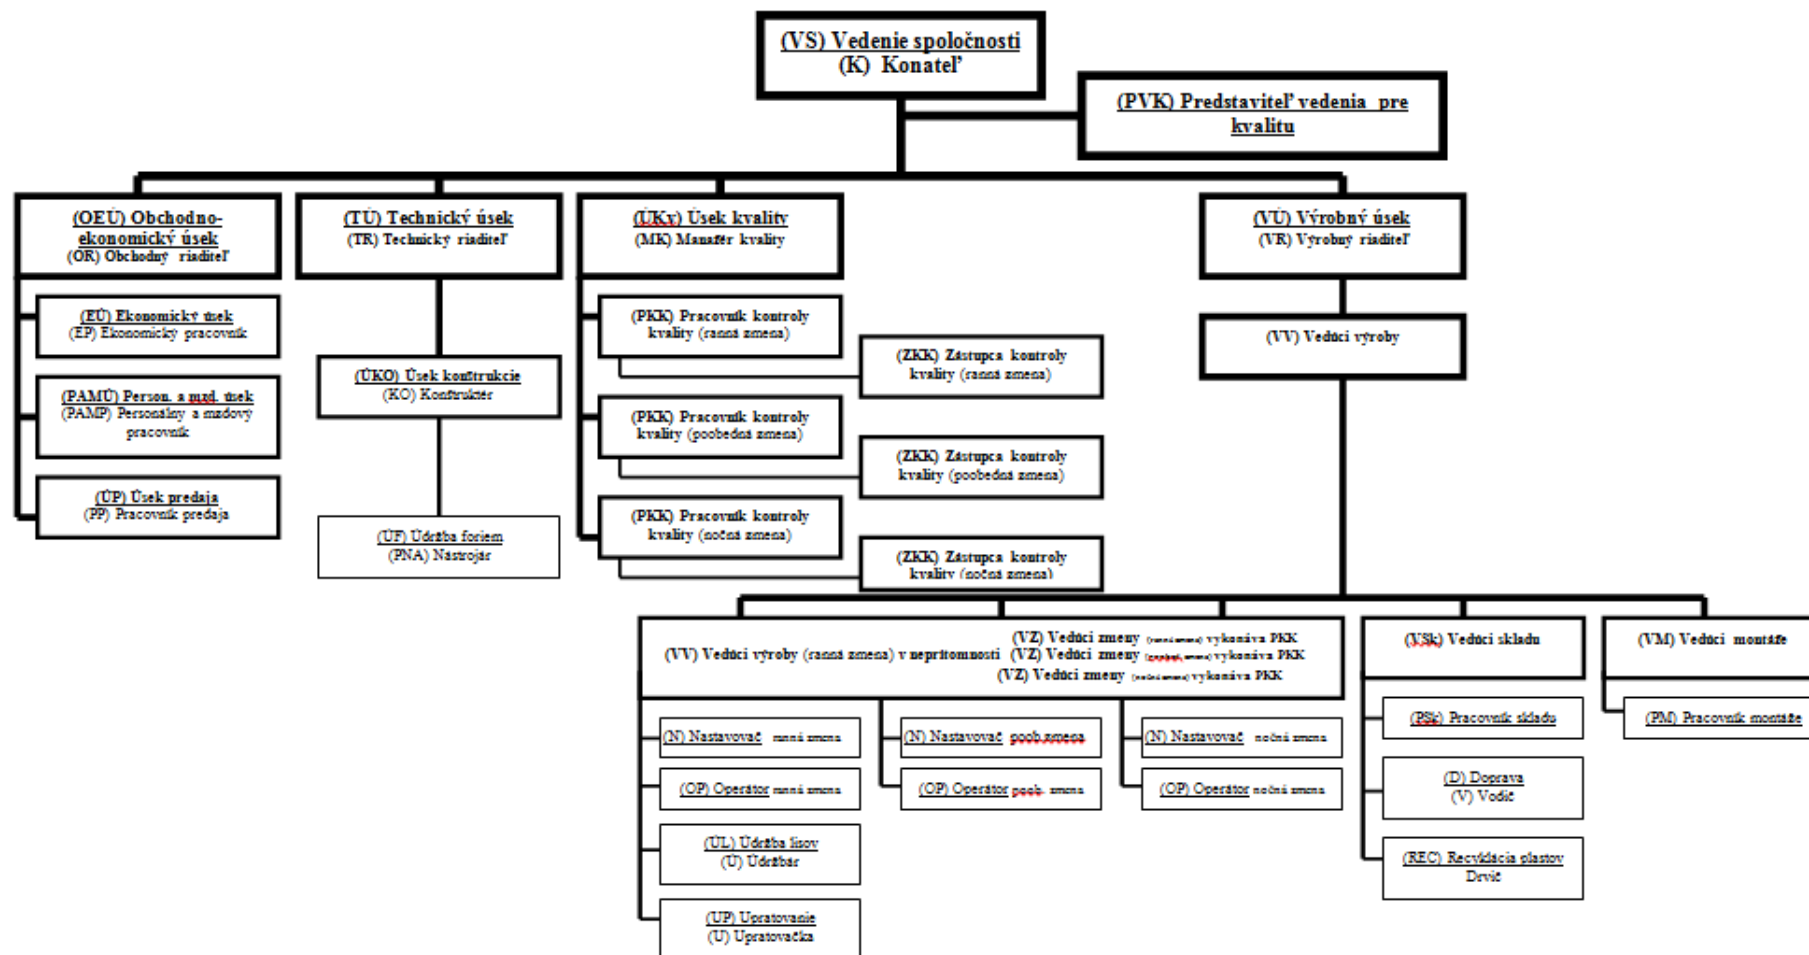 (VS) Vedenie spoločnosti
(K) Konateľ
(PVK) Predstaviteľ vedenia pre
kvalitu
(OEÚ) Obchodno-
ekonomický úsek
(OR) Obchodný riaditeľ
(TÚ) Technický úsek
(TR) Technický riaditeľ
(ÚKv) Úsek kvality
(MK) Manažér kvality
(VÚ) Výrobný úsek
(VR) Výrobný riaditeľ
(EÚ) Ekonomický úsek
(EP) Ekonomický pracovník
(PAMÚ) Person. a mzd. úsek
(PAMP) Personálny a mzdový
pracovník
(ÚP) Úsek predaja
(PP) Pracovník predaja
(ÚKO) Úsek konštrukcie
(KO) Konštruktér
(ÚF) Údržba foriem
(PNA) Nástrojár
(PKK) Pracovník kontroly
kvality (ranná zmena)
(ZKK) Zástupca kontroly
kvality (ranná zmena)
(PKK) Pracovník kontroly
kvality (poobedná zmena)
(ZKK) Zástupca kontroly
kvality (poobedná zmena)
(PKK) Pracovník kontroly
kvality (nočná zmena)
(ZKK) Zástupca kontroly
kvality (nočná zmena)
(VV) Vedúci výroby
(VZ) Vedúci zmeny (ranná zmena) vykonáva PKK
(VV) Vedúci výroby (ranná zmena) v neprítomnosti (VZ) Vedúci zmeny (poobed. zmena) vykonáva PKK
(VZ) Vedúci zmeny (nočná zmena) vykonáva PKK
(VSk) Vedúci skladu
(VM) Vedúci montáže
(N) Nastavovač ranná zmena
(OP) Operátor ranná zmena
(ÚL) Údržba lisov
(Ú) Údržbár
(UP) Upratovanie
(U) Upratovačka
(N) Nastavovač poob.zmena
(OP) Operátor poob. zmena
(N) Nastavovač nočná zmena
(OP) Operátor nočná zmena
(PSk) Pracovník skladu
(D) Doprava
(V) Vodič
(REC) Recyklácia plastov
Drvič
(PM) Pracovník montáže